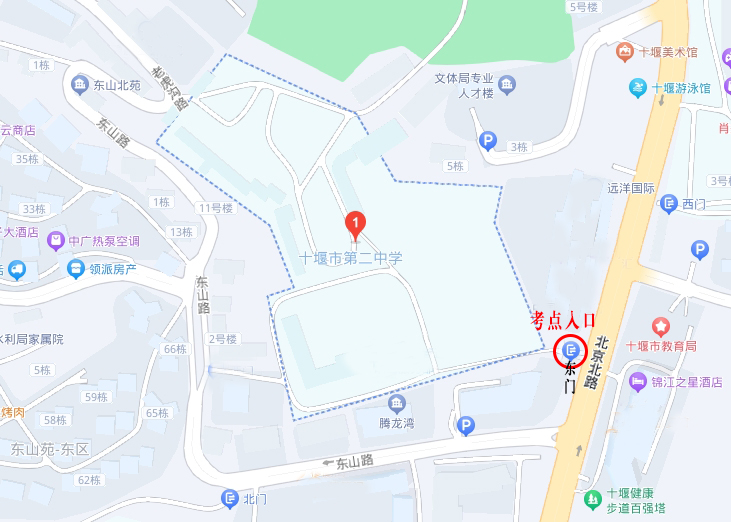 5号楼
1栋
老虎沟路
东山北苑
文体局专业
人才楼
十堰美术馆
十堰游泳馆
云商店
东山路
P
3栋
肖
35栋
5栋
远洋国际
3号
33栋
1栋
11号楼
1
西门
大酒店
13栋
中广热泵空调
十堰市第二中学
P
店
领派房产
东山路
考点入口
水利局家属院
2号楼
66栋
东门
北京北路
十堰市教育局
5栋
59栋
锦江之星酒店
烤肉
58栋
65栋
腾龙湾
P
东山苑-东区
东山路
62栋
北门
十堰健康
步道百强塔